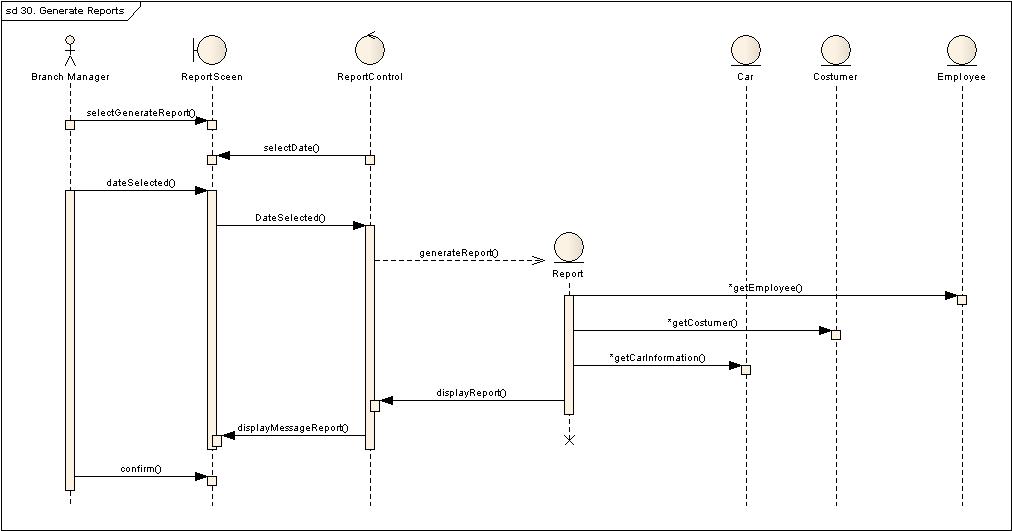 sd 30. Generate Reports
Branch Manager
ReportSceen
ReportControl
Car
Costumer
Employee
selectGenerateReport()
selectDate()
dateSelected()
DateSelected()
generateReport()
Report
*getEmployee()
*getCostumer()
*getCarInformation()
displayReport()
displayMessageReport()
confirm()